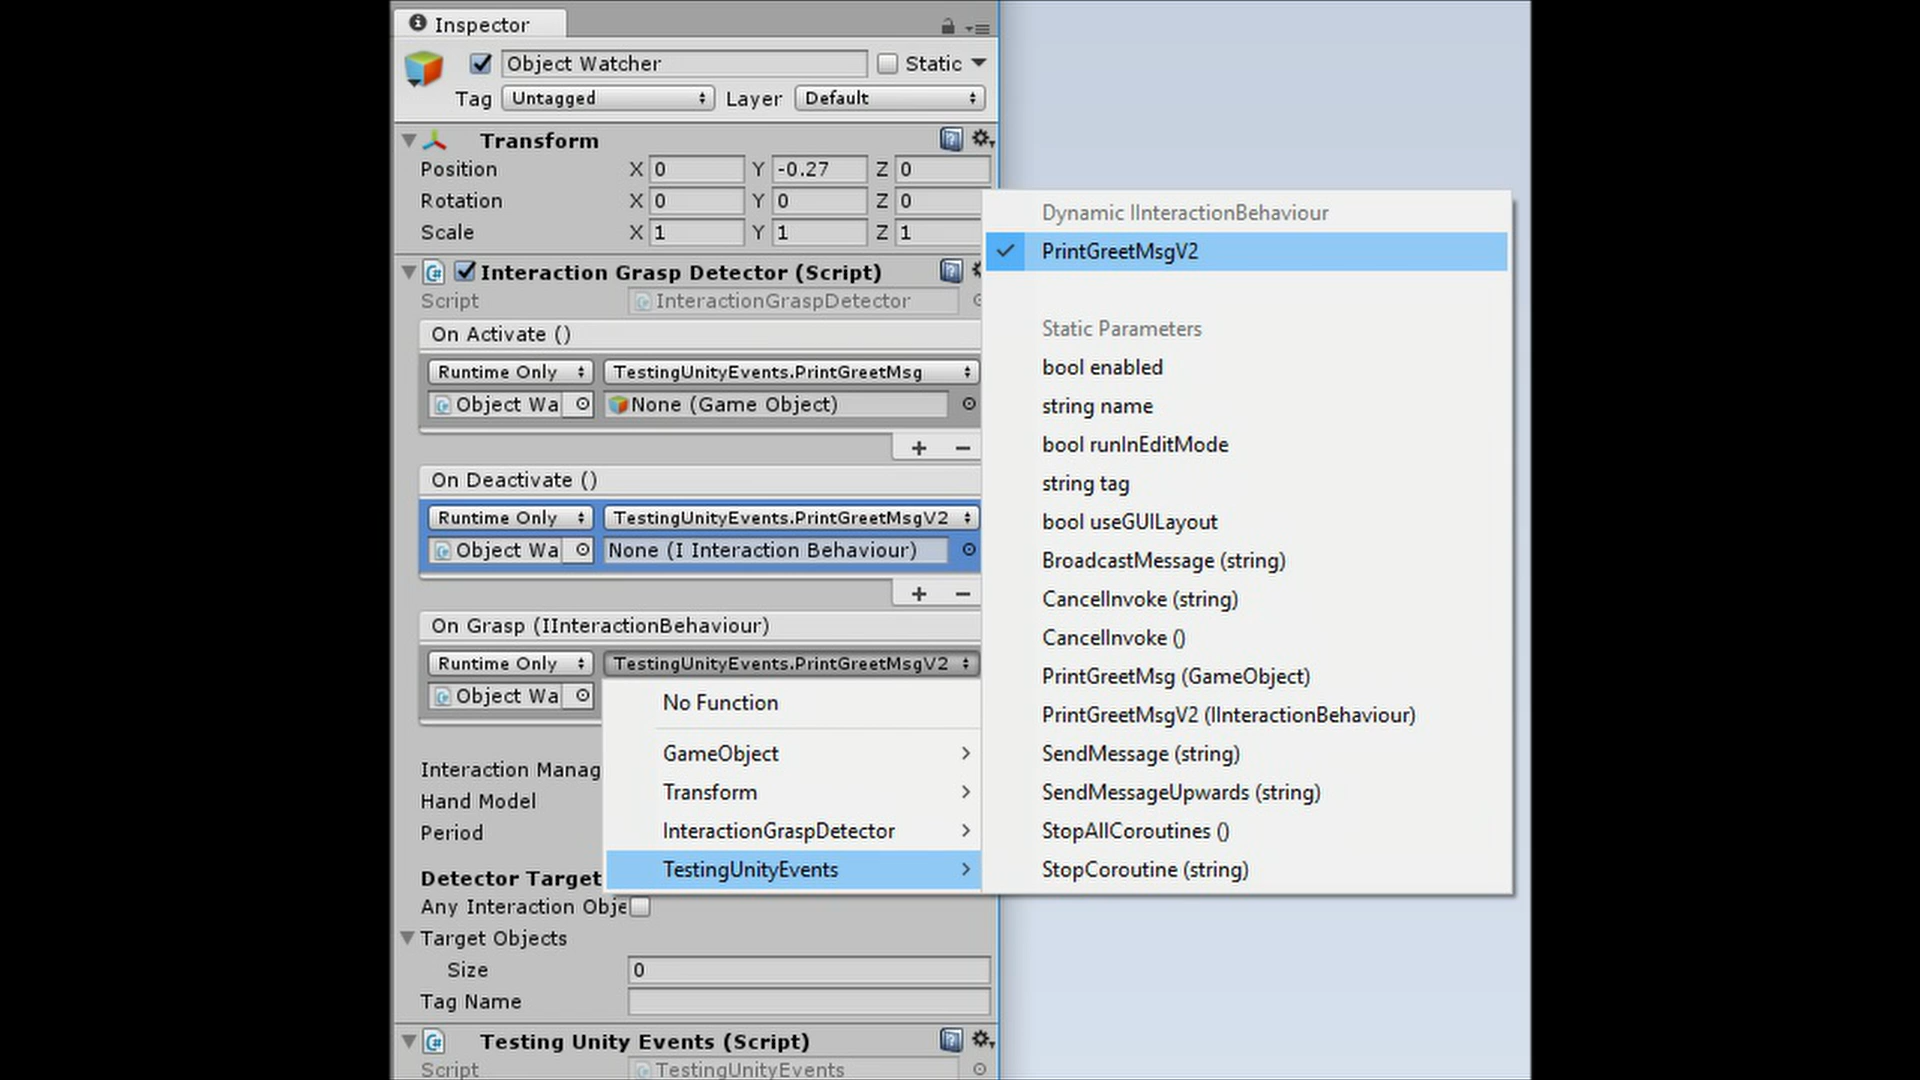 Inspector
Object Watcher Static
Tag Untagged Layer Default
Transform
Position X 0 Y -0.27 Z 0
Rotation X 0 Y 0 Z 0
Scale X 1 Y 1 Z 1
Interaction Grasp Detector (Script)
Script InteractionGraspDetector
On Activate ()
Runtime Only TestingUnityEvents.PrintGreetMsg
Object Wa None (Game Object)
+ −
On Deactivate ()
Runtime Only TestingUnityEvents.PrintGreetMsgV2
Object Wa None (I Interaction Behaviour)
+ −
On Grasp (IInteractionBehaviour)
Runtime Only TestingUnityEvents.PrintGreetMsgV2
Object Wa
No Function
GameObject
Transform
InteractionGraspDetector
TestingUnityEvents
Dynamic IInteractionBehaviour
PrintGreetMsgV2
Static Parameters
bool enabled
string name
bool runInEditMode
string tag
bool useGUILayout
BroadcastMessage (string)
CancelInvoke (string)
CancelInvoke ()
PrintGreetMsg (GameObject)
PrintGreetMsgV2 (IInteractionBehaviour)
SendMessage (string)
SendMessageUpwards (string)
StopAllCoroutines ()
StopCoroutine (string)
Interaction Manag
Hand Model
Period
Detector Target
Any Interaction Obje
Target Objects
Size 0
Tag Name
Testing Unity Events (Script)
Script TestingUnityEvents